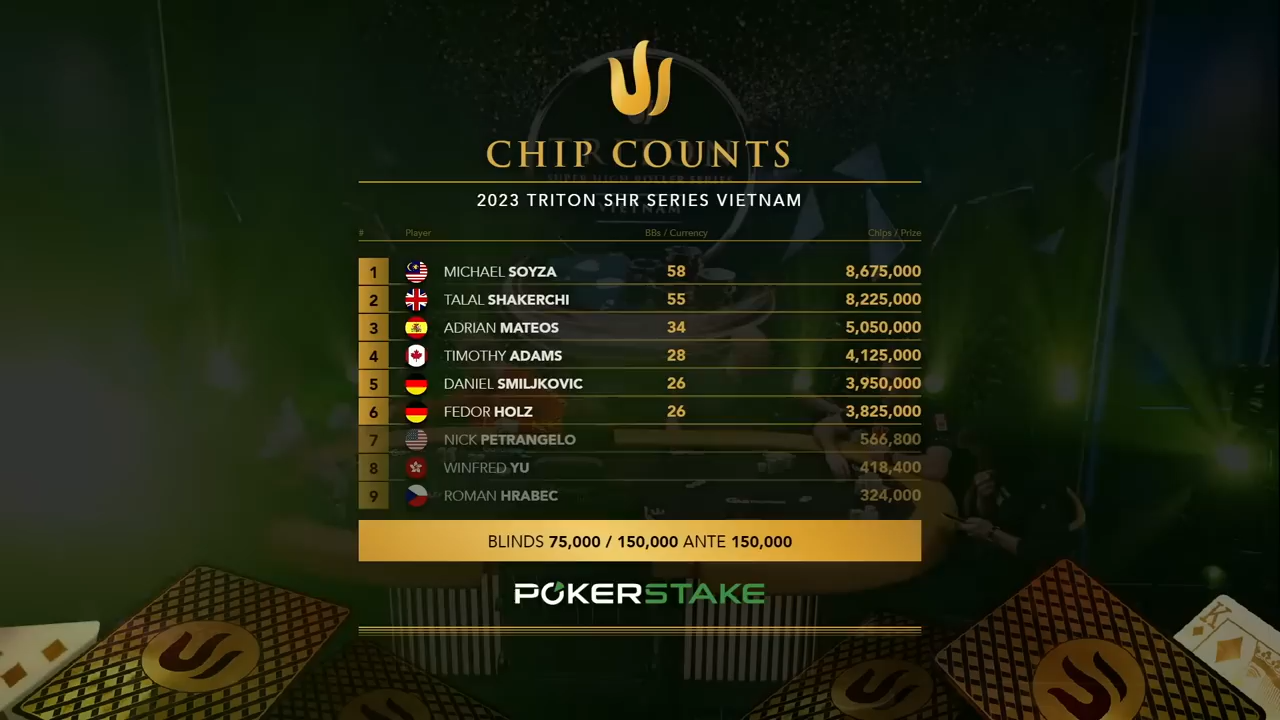 CHIP COUNTS
2023 TRITON SHR SERIES VIETNAM
# Player BBs / Currency Chips / Prize
1 MICHAEL SOYZA 58 8,675,000
2 TALAL SHAKERCHI 55 8,225,000
3 ADRIAN MATEOS 34 5,050,000
4 TIMOTHY ADAMS 28 4,125,000
5 DANIEL SMILJKOVIC 26 3,950,000
6 FEDOR HOLZ 26 3,825,000
7 NICK PETRANGELO 566,800
8 WINFRED YU 418,400
9 ROMAN HRABEC 324,000
BLINDS 75,000 / 150,000 ANTE 150,000
POKERSTAKE
K